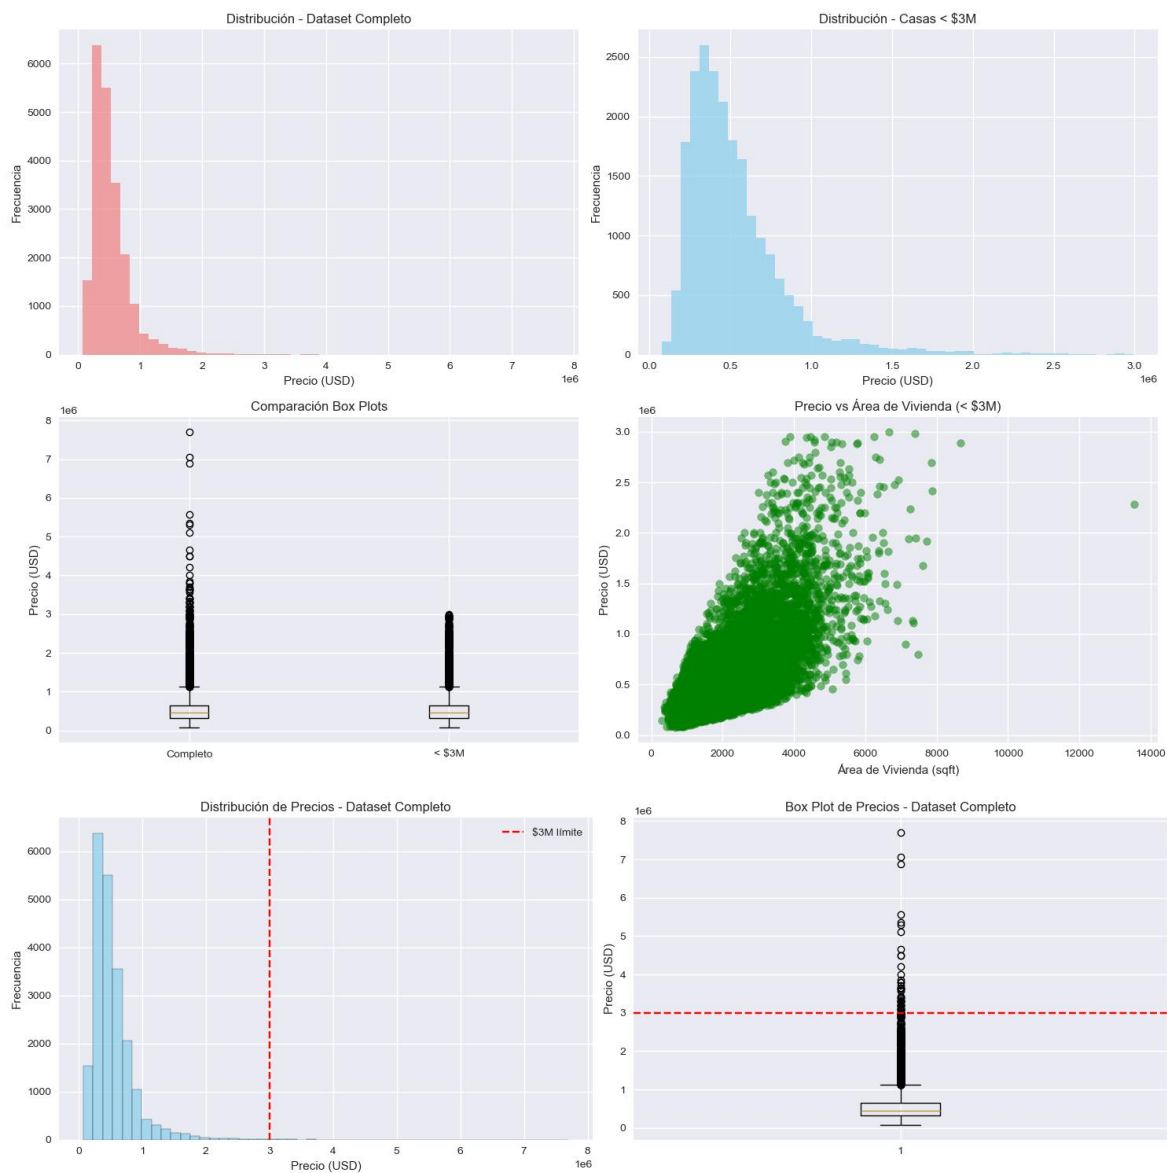 Distribución - Dataset Completo
Frecuencia
6000
5000
4000
3000
2000
1000
0
0 1 2 3 4 5 6 7 8
1e6
Precio (USD)
Distribución - Casas < $3M
Frecuencia
2500
2000
1500
1000
500
0
0.0 0.5 1.0 1.5 2.0 2.5 3.0
1e6
Precio (USD)
Comparación Box Plots
1e6
Precio (USD)
8
7
6
5
4
3
2
1
0
Completo < $3M
Precio vs Área de Vivienda (< $3M)
1e6
Precio (USD)
3.0
2.5
2.0
1.5
1.0
0.5
0.0
0 2000 4000 6000 8000 10000 12000 14000
Área de Vivienda (sqft)
Distribución de Precios - Dataset Completo
$3M límite
Frecuencia
6000
5000
4000
3000
2000
1000
0
0 1 2 3 4 5 6 7 8
1e6
Precio (USD)
Box Plot de Precios - Dataset Completo
1e6
Precio (USD)
8
7
6
5
4
3
2
1
0
1